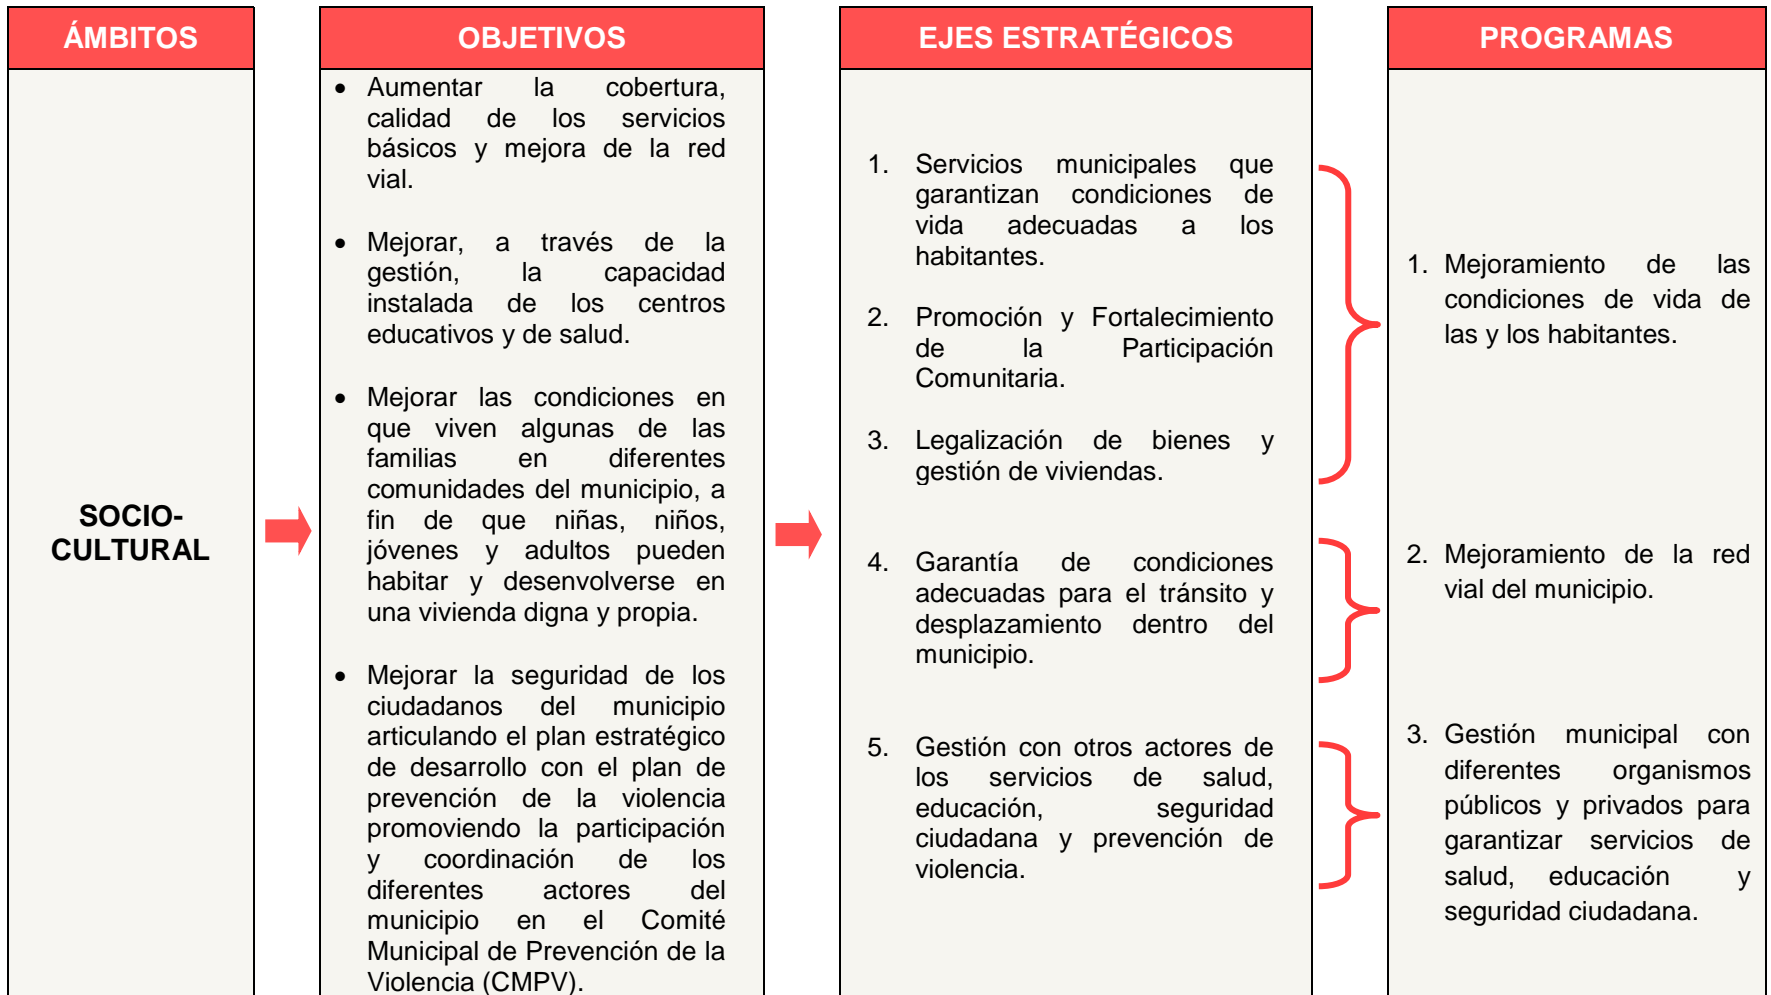 ÁMBITOS
SOCIO-
CULTURAL
OBJETIVOS
• Aumentar la cobertura,
calidad de los servicios
básicos y mejora de la red
vial.
• Mejorar, a través de la
gestión, la capacidad
instalada de los centros
educativos y de salud.
• Mejorar las condiciones en
que viven algunas de las
familias en diferentes
comunidades del municipio, a
fin de que niñas, niños,
jóvenes y adultos pueden
habitar y desenvolverse en
una vivienda digna y propia.
• Mejorar la seguridad de los
ciudadanos del municipio
articulando el plan estratégico
de desarrollo con el plan de
prevención de la violencia
promoviendo la participación
y coordinación de los
diferentes actores del
municipio en el Comité
Municipal de Prevención de la
Violencia (CMPV).
EJES ESTRATÉGICOS
1. Servicios municipales que
garantizan condiciones de
vida adecuadas a los
habitantes.
2. Promoción y Fortalecimiento
de la Participación
Comunitaria.
3. Legalización de bienes y
gestión de viviendas.
4. Garantía de condiciones
adecuadas para el tránsito y
desplazamiento dentro del
municipio.
5. Gestión con otros actores de
los servicios de salud,
educación, seguridad
ciudadana y prevención de
violencia.
PROGRAMAS
1. Mejoramiento de las
condiciones de vida de
las y los habitantes.
2. Mejoramiento de la red
vial del municipio.
3. Gestión municipal con
diferentes organismos
públicos y privados para
garantizar servicios de
salud, educación y
seguridad ciudadana.